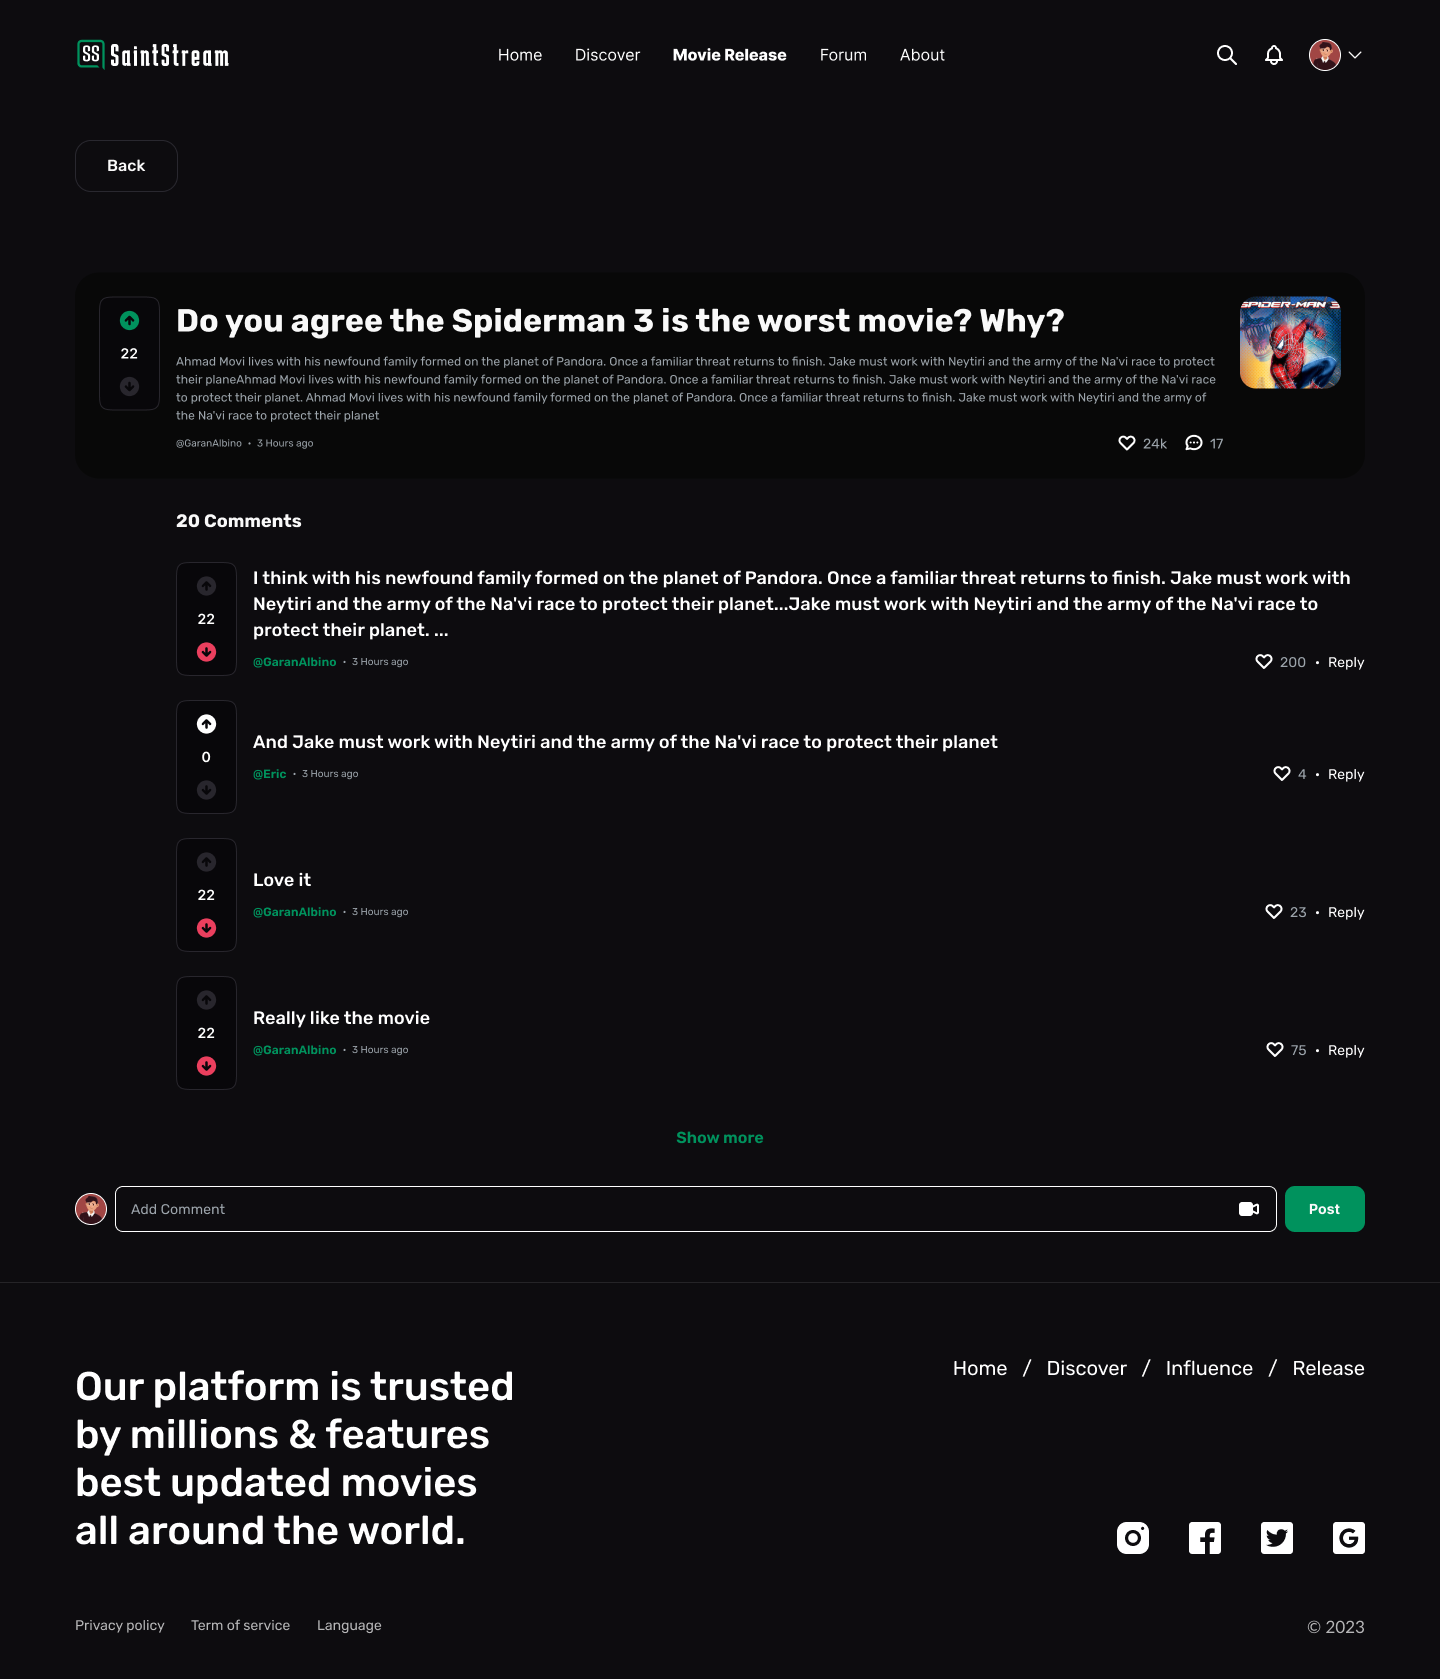 SS SaintStream
Home Discover Movie Release Forum About
Back
Do you agree the Spiderman 3 is the worst movie? Why?
SPIDER-MAN 3
22
Ahmad Movi lives with his newfound family formed on the planet of Pandora. Once a familiar threat returns to finish. Jake must work with Neytiri and the army of the Na'vi race to protect
their planeAhmad Movi lives with his newfound family formed on the planet of Pandora. Once a familiar threat returns to finish. Jake must work with Neytiri and the army of the Na'vi race
to protect their planet. Ahmad Movi lives with his newfound family formed on the planet of Pandora. Once a familiar threat returns to finish. Jake must work with Neytiri and the army of
the Na'vi race to protect their planet
@GaranAlbino • 3 Hours ago 24k 17
20 Comments
I think with his newfound family formed on the planet of Pandora. Once a familiar threat returns to finish. Jake must work with
Neytiri and the army of the Na'vi race to protect their planet...Jake must work with Neytiri and the army of the Na'vi race to
protect their planet. ...
22
@GaranAlbino • 3 Hours ago 200 • Reply
And Jake must work with Neytiri and the army of the Na'vi race to protect their planet
0
@Eric • 3 Hours ago 4 • Reply
Love it
22
@GaranAlbino • 3 Hours ago 23 • Reply
Really like the movie
22
@GaranAlbino • 3 Hours ago 75 • Reply
Show more
Add Comment Post
Our platform is trusted
by millions & features
best updated movies
all around the world.
Home / Discover / Influence / Release
Privacy policy Term of service Language © 2023